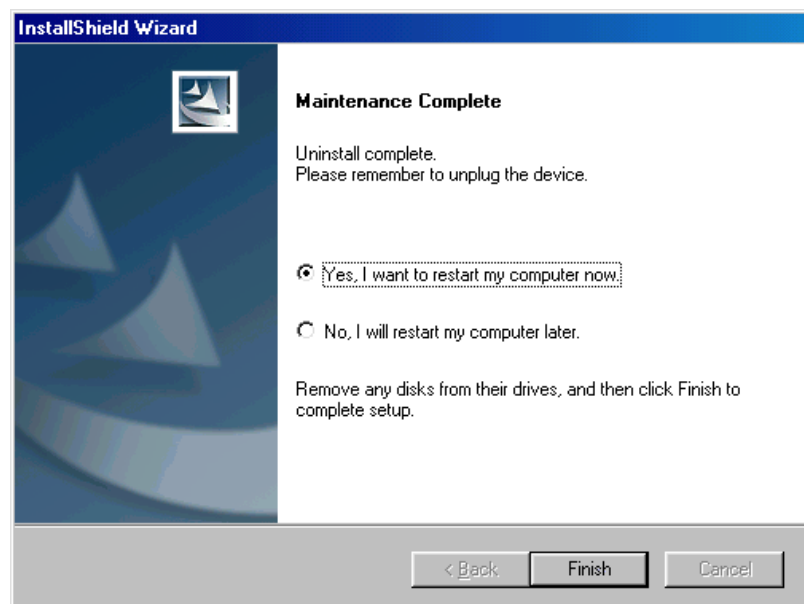 InstallShield Wizard
Maintenance Complete
Uninstall complete.
Please remember to unplug the device.
Yes, I want to restart my computer now.
No, I will restart my computer later.
Remove any disks from their drives, and then click Finish to
complete setup.
< Back Finish Cancel